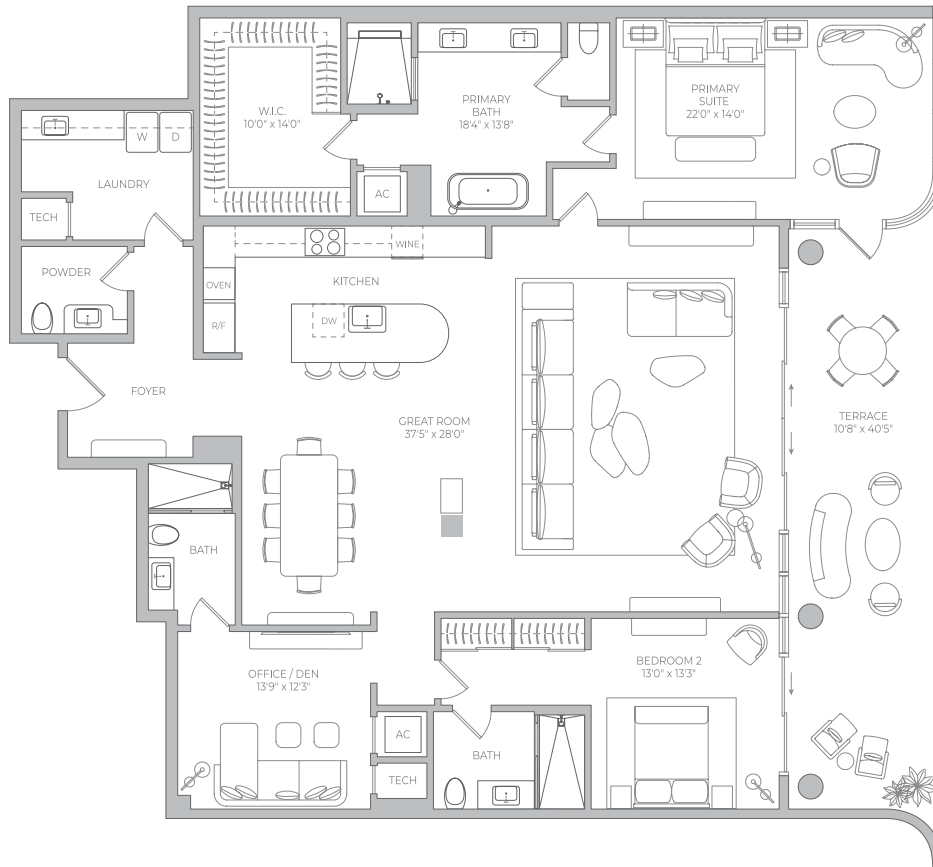 W.I.C.
10'0" x 14'0"
PRIMARY
BATH
18'4" x 13'8"
PRIMARY
SUITE
22'0" x 14'0"
W
D
LAUNDRY
AC
TECH
POWDER
KITCHEN
WINE
OVEN
R/F
DW
FOYER
GREAT ROOM
37'5" x 28'0"
TERRACE
10'8" x 40'5"
BATH
OFFICE / DEN
13'9" x 12'3"
BEDROOM 2
13'0" x 13'3"
AC
TECH
BATH